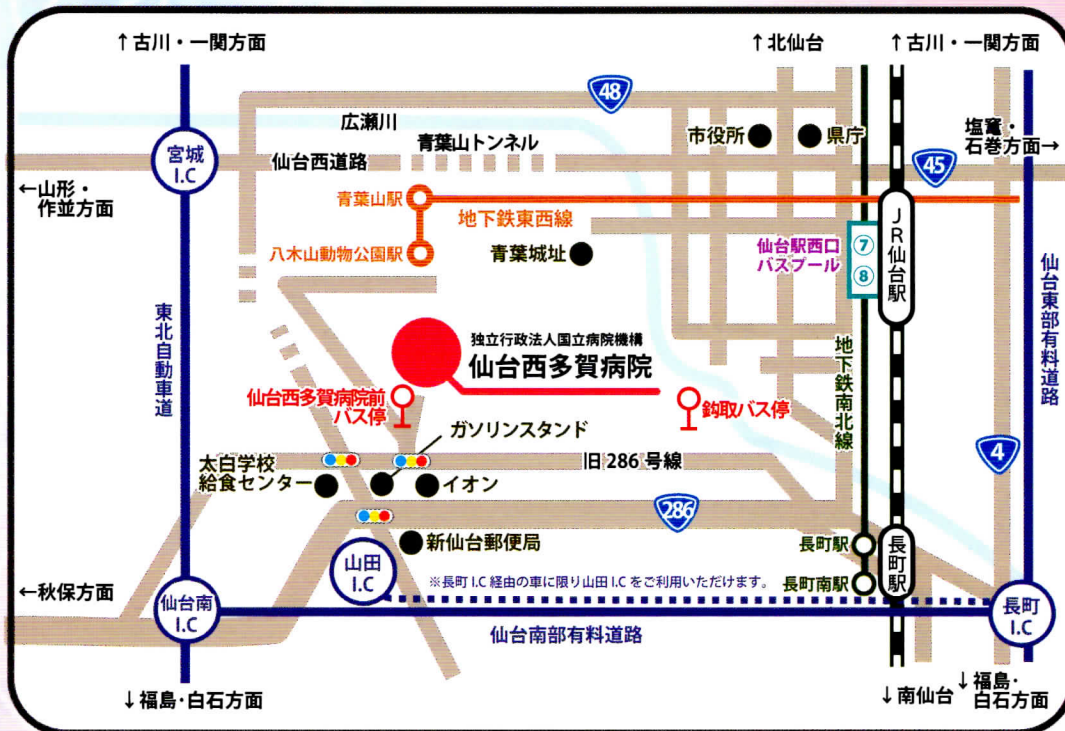 ↑古川・一関方面
↑北仙台
↑古川・一関方面
48
広瀬川
市役所
県庁
塩竈・
石巻方面→
宮城
I.C
仙台西道路
青葉山トンネル
45
←山形・
作並方面
青葉山駅
地下鉄東西線
八木山動物公園駅
青葉城址
仙台駅西口
バスプール
⑦
⑧
JR仙台駅
東北自動車道
仙台東部有料道路
独立行政法人国立病院機構
仙台西多賀病院
地下鉄南北線
仙台西多賀病院前
バス停
鈎取バス停
ガソリンスタンド
太白学校
給食センター
イオン
旧286号線
4
286
新仙台郵便局
長町駅
長町駅
山田
I.C
※長町I.C経由の車に限り山田I.Cをご利用いただけます。
長町南駅
←秋保方面
仙台南
I.C
仙台南部有料道路
長町
I.C
↓福島・白石方面
↓南仙台
↓福島・
白石方面